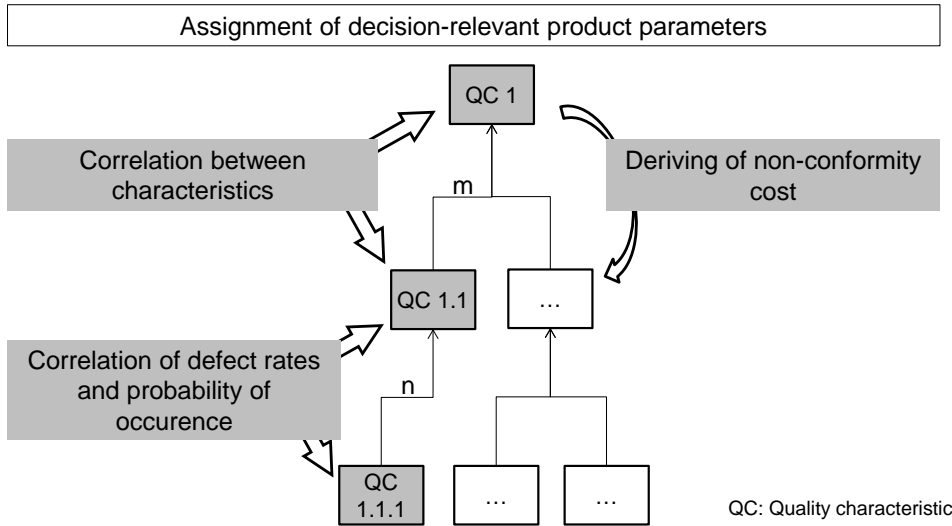 Assignment of decision-relevant product parameters
QC 1
Correlation between
characteristics
Deriving of non-conformity
cost
m
QC 1.1
...
Correlation of defect rates
and probability of
occurence
n
QC
1.1.1
...
...
QC: Quality characteristic